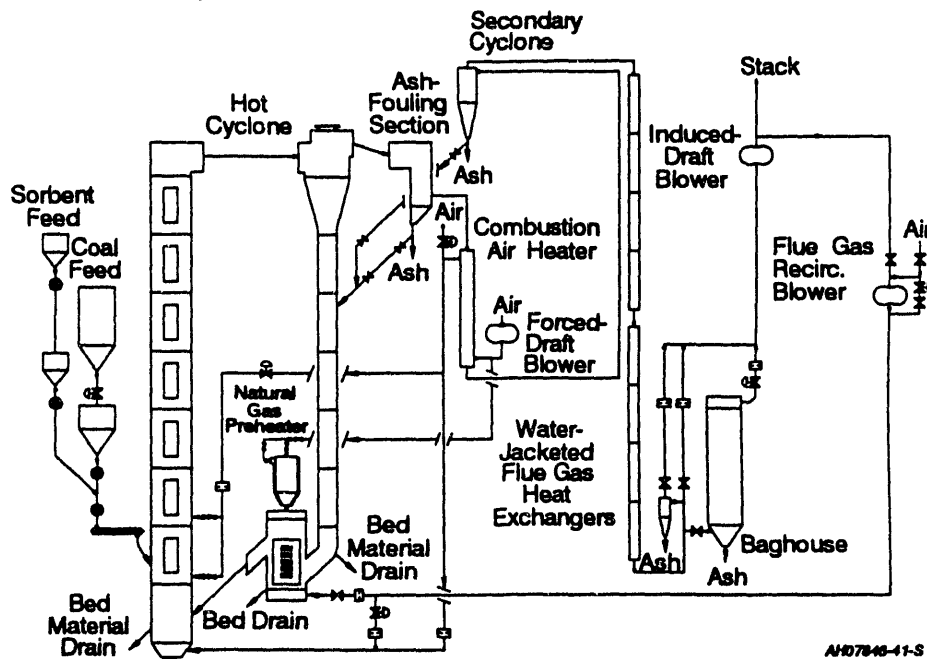 Secondary
Cyclone
Stack
Ash-
Fouling
Section
Hot
Cyclone
Induced-
Draft
Blower
Ash
Sorbent
Feed
Coal
Feed
Air
Combustion
Air Heater
Flue Gas
Recirc.
Blower
Air
Ash
Air
Forced-
Draft
Blower
Natural
Gas
Preheater
Water-
Jacketed
Flue Gas
Heat
Exchangers
Bed
Material
Drain
Ash
Baghouse
Ash
Bed
Material
Drain
Bed Drain
AH07846-41-S